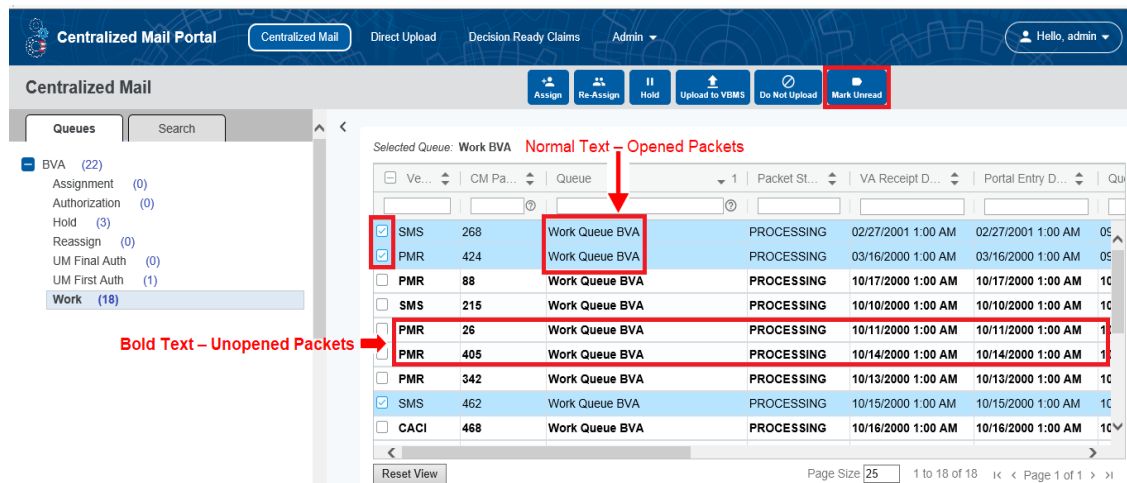 Centralized Mail Portal Centralized Mail Direct Upload Decision Ready Claims Admin Hello, admin
Centralized Mail
Assign Re-Assign Hold Upload to VBMS Do Not Upload Mark Unread
Queues Search
BVA (22)
Assignment (0)
Authorization (0)
Hold (3)
Reassign (0)
UM Final Auth (0)
UM First Auth (1)
Work (18)
Selected Queue: Work BVA Normal Text – Opened Packets
Ve... CM Pa... Queue 1 Packet St... VA Receipt D... Portal Entry D... Qu
SMS 268 Work Queue BVA PROCESSING 02/27/2001 1:00 AM 02/27/2001 1:00 AM 09
PMR 424 Work Queue BVA PROCESSING 03/16/2000 1:00 AM 03/16/2000 1:00 AM 09
PMR 88 Work Queue BVA PROCESSING 10/17/2000 1:00 AM 10/17/2000 1:00 AM 10
SMS 215 Work Queue BVA PROCESSING 10/10/2000 1:00 AM 10/10/2000 1:00 AM 10
PMR 26 Work Queue BVA PROCESSING 10/11/2000 1:00 AM 10/11/2000 1:00 AM
Bold Text – Unopened Packets
PMR 405 Work Queue BVA PROCESSING 10/14/2000 1:00 AM 10/14/2000 1:00 AM
PMR 342 Work Queue BVA PROCESSING 10/13/2000 1:00 AM 10/13/2000 1:00 AM 10
SMS 462 Work Queue BVA PROCESSING 10/15/2000 1:00 AM 10/15/2000 1:00 AM 10
CACI 468 Work Queue BVA PROCESSING 10/16/2000 1:00 AM 10/16/2000 1:00 AM 10
Reset View Page Size 25 1 to 18 of 18 Page 1 of 1